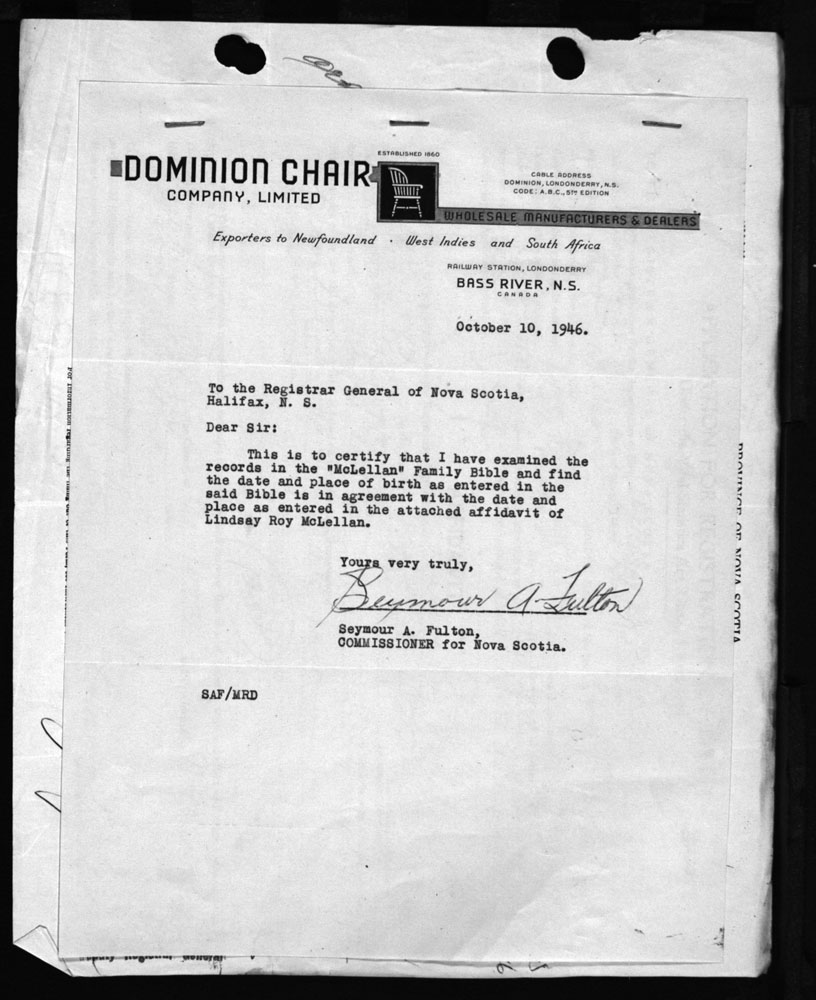 ESTABLISHED 1860
DOMINION CHAIR
COMPANY, LIMITED
CABLE ADDRESS
DOMINION, LONDONDERRY, N.S.
CODE: A.B.C., 5TH EDITION
WHOLESALE MANUFACTURERS & DEALERS
Exporters to Newfoundland · West Indies and South Africa
RAILWAY STATION, LONDONDERRY
BASS RIVER, N.S.
CANADA
October 10, 1946.
To the Registrar General of Nova Scotia,
Halifax, N. S.
Dear Sir:
This is to certify that I have examined the
records in the "McLellan" Family Bible and find
the date and place of birth as entered in the
said Bible is in agreement with the date and
place as entered in the attached affidavit of
Lindsay Roy McLellan.
Yours very truly,
Seymour A. Fulton
Seymour A. Fulton,
COMMISSIONER for Nova Scotia.
SAF/MRD
PROVINCE OF NOVA SCOTIA